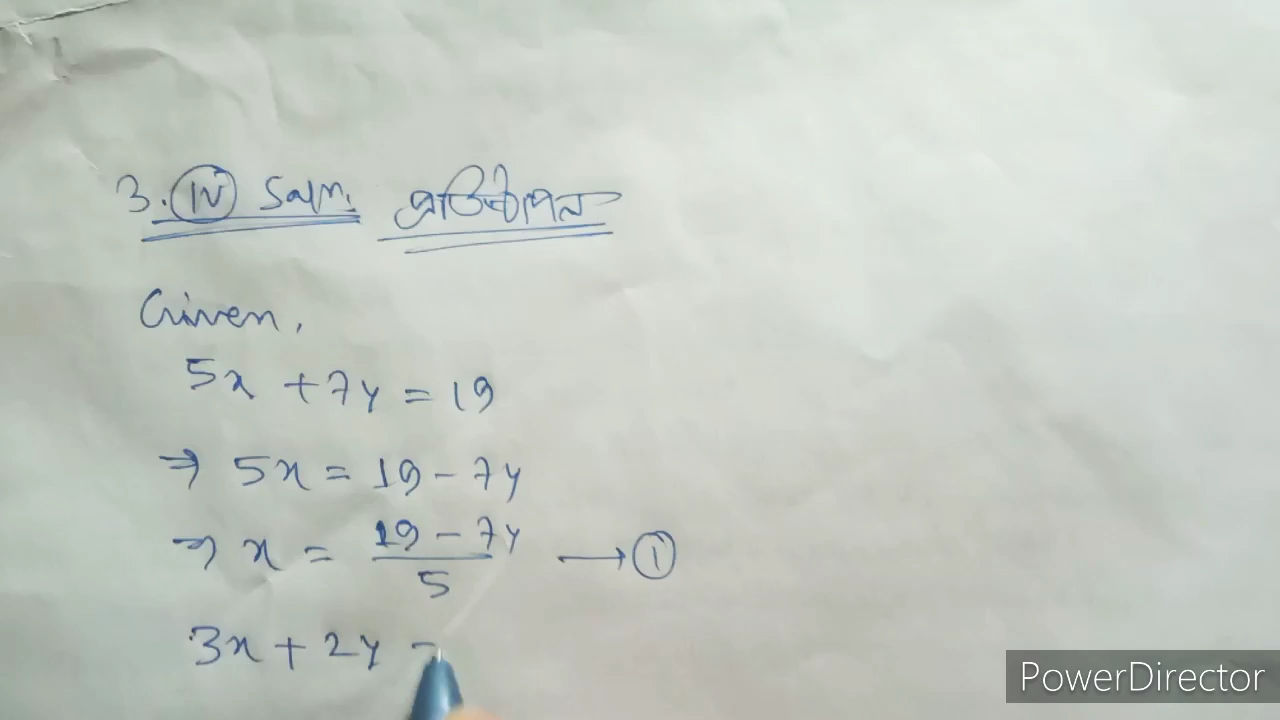 3. (iv) Soln. প্রতিষ্ঠাপন
Given,
5x + 7y = 19
⇒ 5x = 19 - 7y
⇒ x = (19 - 7y)/5 → (1)
3x + 2y =
PowerDirector